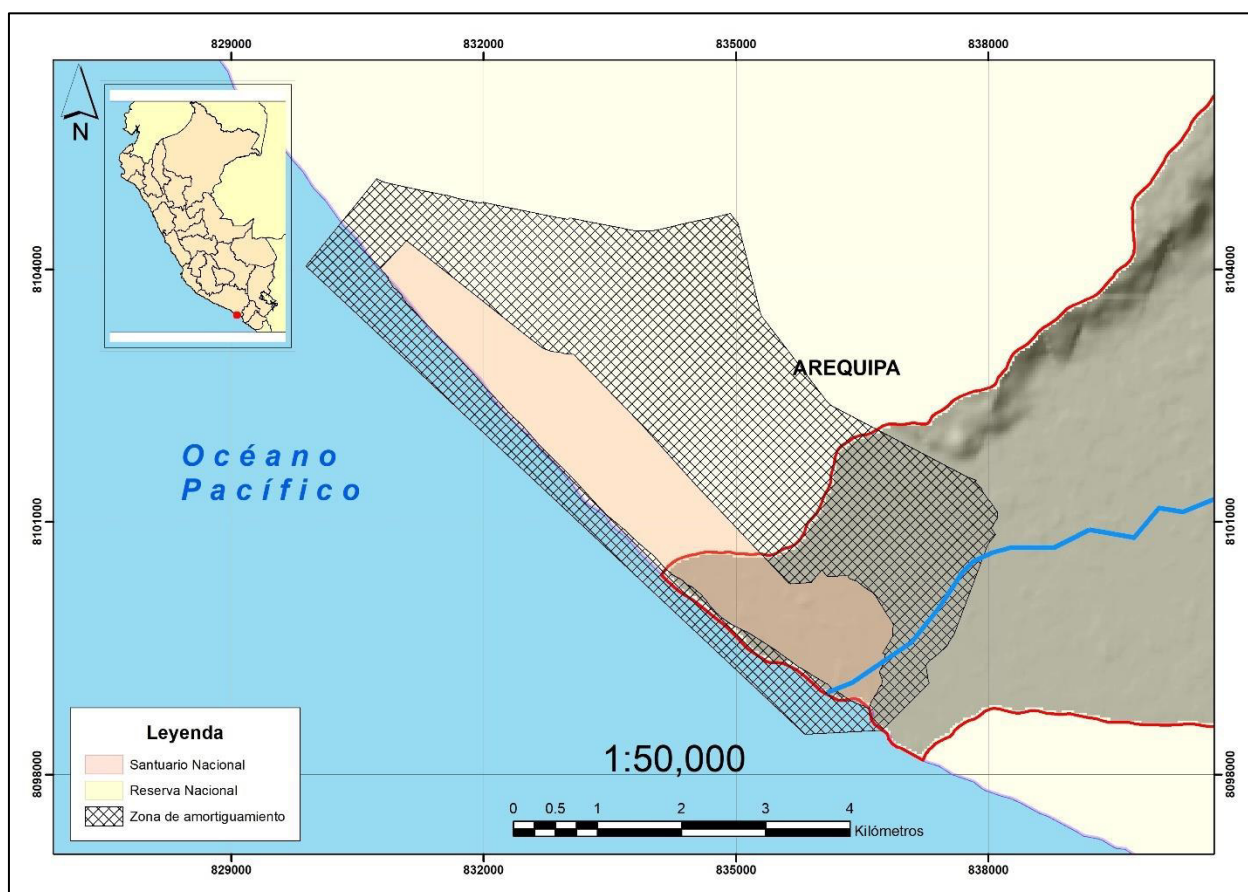 829000
832000
835000
838000
N
8104000
8104000
AREQUIPA
Océano
Pacífico
8101000
8101000
Leyenda
Santuario Nacional
Reserva Nacional
Zona de amortiguamiento
1:50,000
0 0.5 1 2 3 4
Kilómetros
8098000
8098000
829000
832000
835000
838000